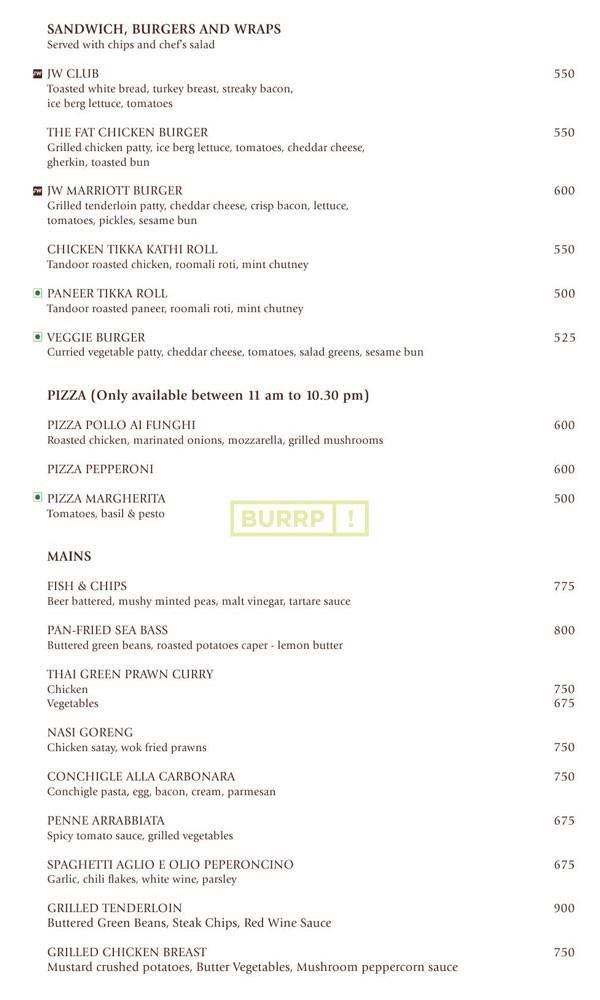 SANDWICH, BURGERS AND WRAPS
Served with chips and chef's salad
JW JW CLUB 550
Toasted white bread, turkey breast, streaky bacon,
ice berg lettuce, tomatoes
THE FAT CHICKEN BURGER 550
Grilled chicken patty, ice berg lettuce, tomatoes, cheddar cheese,
gherkin, toasted bun
JW JW MARRIOTT BURGER 600
Grilled tenderloin patty, cheddar cheese, crisp bacon, lettuce,
tomatoes, pickles, sesame bun
CHICKEN TIKKA KATHI ROLL 550
Tandoor roasted chicken, roomali roti, mint chutney
PANEER TIKKA ROLL 500
Tandoor roasted paneer, roomali roti, mint chutney
VEGGIE BURGER 525
Curried vegetable patty, cheddar cheese, tomatoes, salad greens, sesame bun
PIZZA (Only available between 11 am to 10.30 pm)
PIZZA POLLO AI FUNGHI 600
Roasted chicken, marinated onions, mozzarella, grilled mushrooms
PIZZA PEPPERONI 600
PIZZA MARGHERITA 500
Tomatoes, basil & pesto
BURRP !
MAINS
FISH & CHIPS 775
Beer battered, mushy minted peas, malt vinegar, tartare sauce
PAN-FRIED SEA BASS 800
Buttered green beans, roasted potatoes caper - lemon butter
THAI GREEN PRAWN CURRY
Chicken 750
Vegetables 675
NASI GORENG
Chicken satay, wok fried prawns 750
CONCHIGLE ALLA CARBONARA 750
Conchigle pasta, egg, bacon, cream, parmesan
PENNE ARRABBIATA 675
Spicy tomato sauce, grilled vegetables
SPAGHETTI AGLIO E OLIO PEPERONCINO 675
Garlic, chili flakes, white wine, parsley
GRILLED TENDERLOIN 900
Buttered Green Beans, Steak Chips, Red Wine Sauce
GRILLED CHICKEN BREAST 750
Mustard crushed potatoes, Butter Vegetables, Mushroom peppercorn sauce